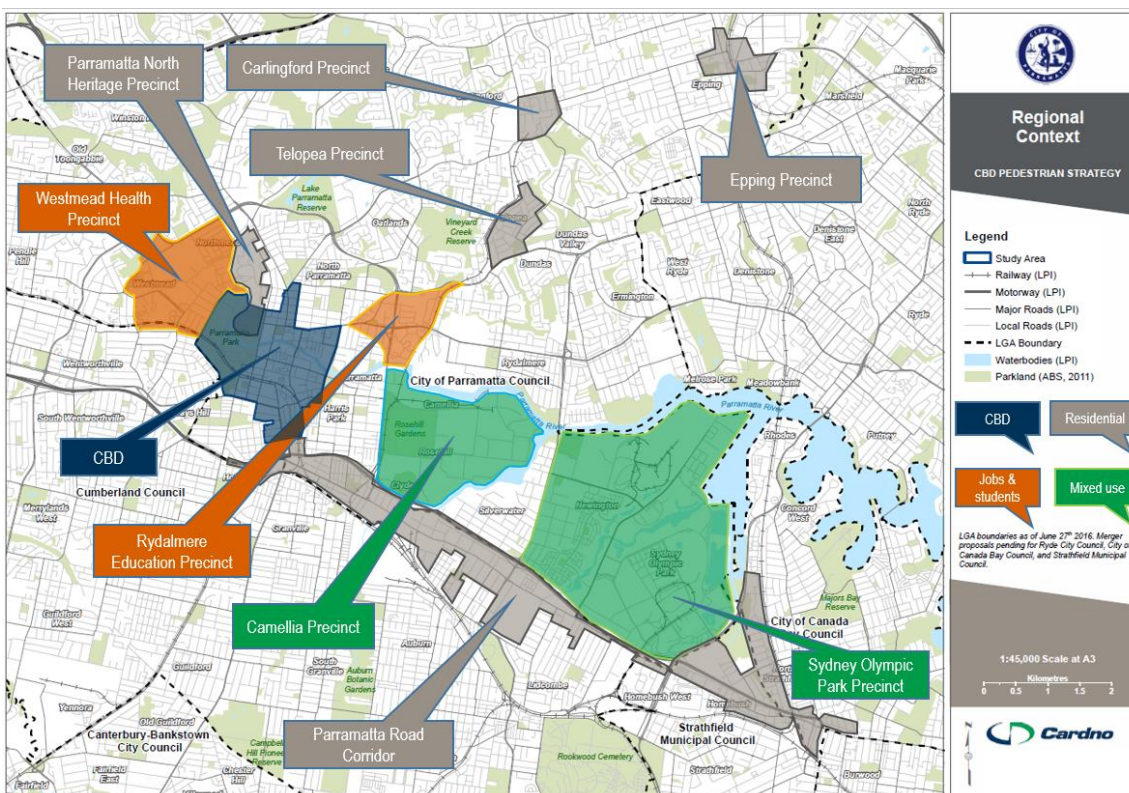 Parramatta North
Heritage Precinct
Carlingford Precinct
Telopea Precinct
Westmead Health
Precinct
Epping Precinct
CBD
Rydalmere
Education Precinct
Camellia Precinct
Parramatta Road
Corridor
Sydney Olympic
Park Precinct
Epping
Macquarie
Park
Marsfield
Old
Toongabbie
Lake
Parramatta
Reserve
Oatlands
Vineyard
Creek
Reserve
Dundas
Valley
Dundas
Eastwood
North
Ryde
Denistone
East
Denistone
West
Ryde
Pendle
Hill
Westmead
North
Parramatta
Ermington
Ryde
Parramatta
Park
Wentworthville
Rydalmere
City of Parramatta Council
Melrose Park
Meadowbank
South Wentworthville
Harris
Park
Camellia
Parramatta River
Parramatta River
Rosehill
Gardens
Rhodes
Putney
Cumberland Council
Merrylands
West
Clyde
Granville
Silverwater
Newington
Concord
West
Sydney
Olympic
Park
Majors Bay
Reserve
Guildford
West
Guildford
South
Granville
Auburn
Auburn
Botanic
Gardens
Lidcombe
Homebush West
Strathfield
Municipal Council
Yennora
Old Guildford
Canterbury-Bankstown
City Council
Fairfield
East
Fairfield
Chester
Hill
Rookwood Cemetery
Strathfield
Burwood
CITY OF
PARRAMATTA
Regional
Context
CBD PEDESTRIAN STRATEGY
Legend
Study Area
Railway (LPI)
Motorway (LPI)
Major Roads (LPI)
Local Roads (LPI)
LGA Boundary
Waterbodies (LPI)
Parkland (ABS, 2011)
CBD
Residential
Jobs &
students
Mixed use
LGA boundaries as of June 27th 2016. Merger
proposals pending for Ryde City Council, City of
Canada Bay Council, and Strathfield Municipal
Council.
1:45,000 Scale at A3
Kilometres
0 0.5 1 1.5 2
Cardno